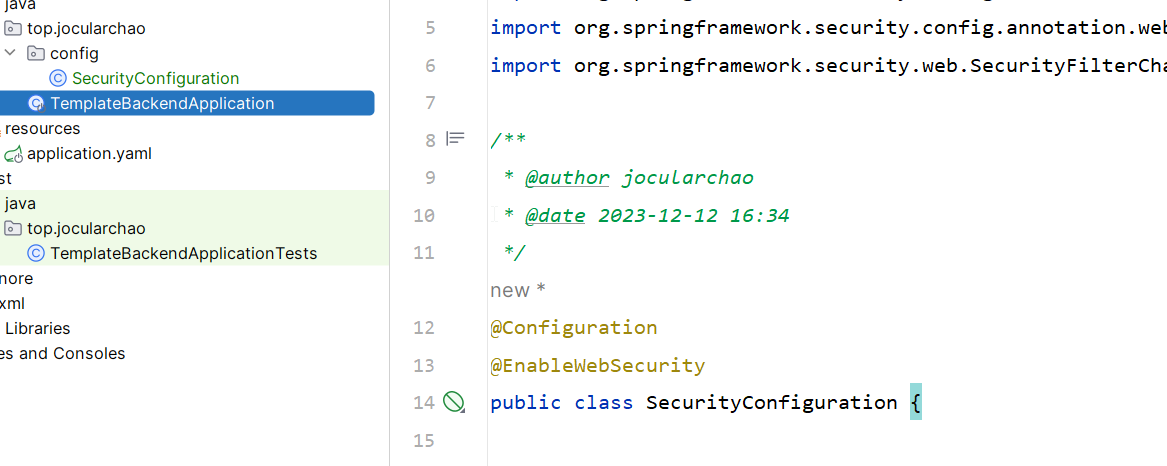 java
top.jocularchao
config
SecurityConfiguration
TemplateBackendApplication
resources
application.yaml
st
java
top.jocularchao
TemplateBackendApplicationTests
nore
xml
Libraries
es and Consoles
5 import org.springframework.security.config.annotation.web
6 import org.springframework.security.web.SecurityFilterCha
7
8 /**
9 * @author jocularchao
10 * @date 2023-12-12 16:34
11 */
new *
12 @Configuration
13 @EnableWebSecurity
14 public class SecurityConfiguration {
15